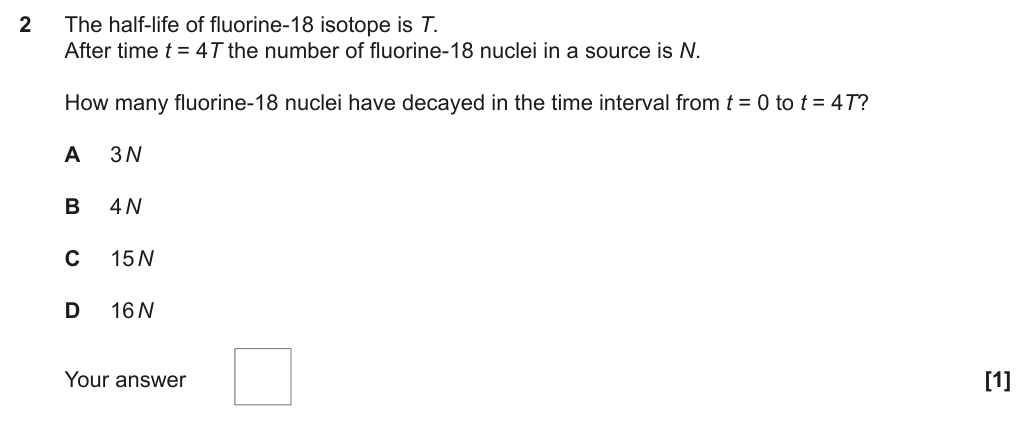 2 The half-life of fluorine-18 isotope is T.
After time t = 4T the number of fluorine-18 nuclei in a source is N.
How many fluorine-18 nuclei have decayed in the time interval from t = 0 to t = 4T?
A 3N
B 4N
C 15N
D 16N
Your answer [1]